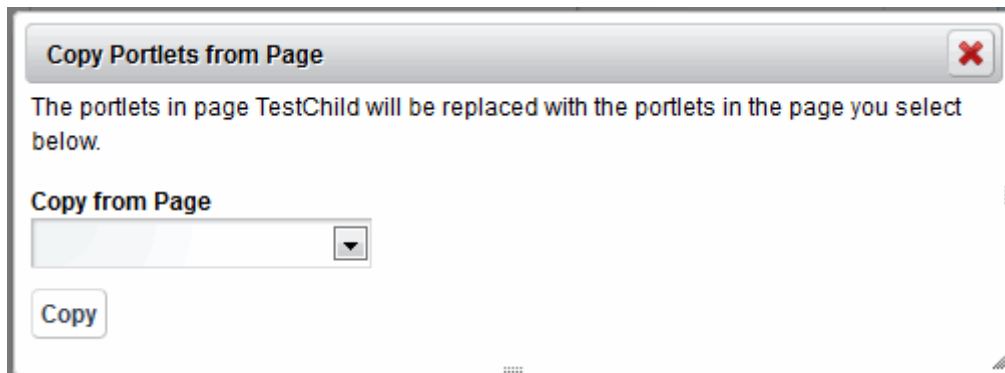 Copy Portlets from Page
The portlets in page TestChild will be replaced with the portlets in the page you select
below.
Copy from Page
Copy